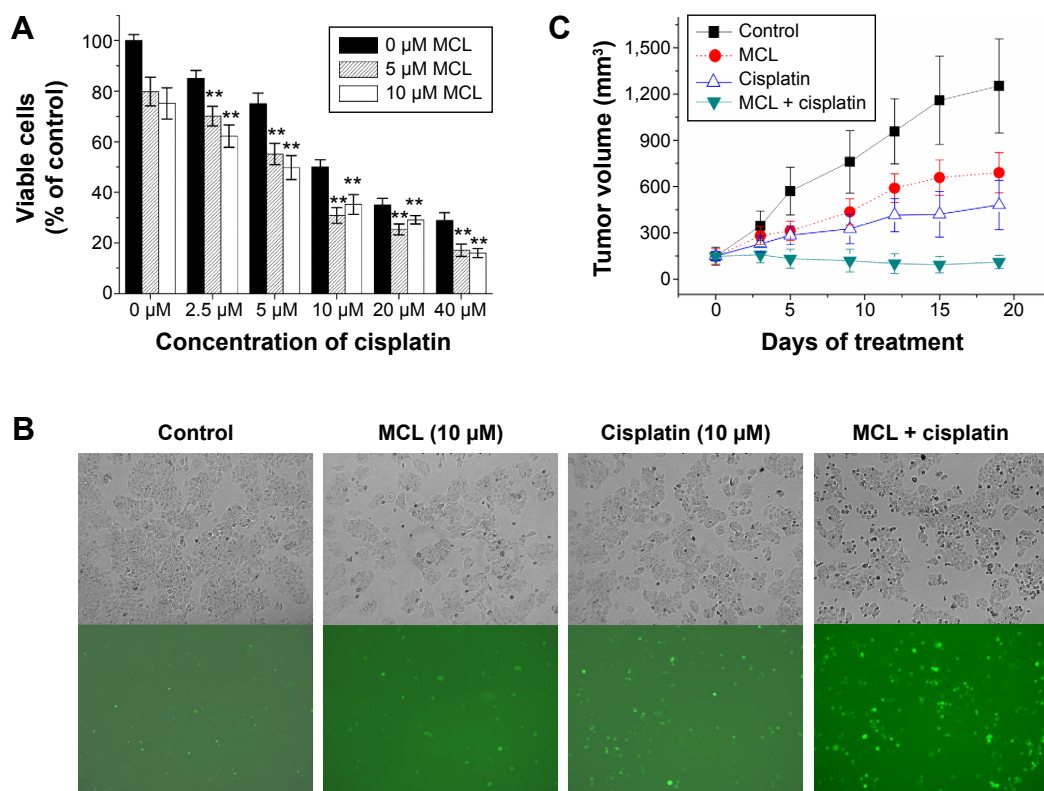 A
Viable cells
(% of control)
100
80
60
40
20
0
0 µM MCL
5 µM MCL
10 µM MCL
**
**
**
**
**
**
**
**
**
**
0 µM
2.5 µM
5 µM
10 µM
20 µM
40 µM
Concentration of cisplatin
C
Tumor volume (mm³)
1,500
1,200
900
600
300
0
Control
MCL
Cisplatin
MCL + cisplatin
0
5
10
15
20
Days of treatment
B
Control
MCL (10 µM)
Cisplatin (10 µM)
MCL + cisplatin